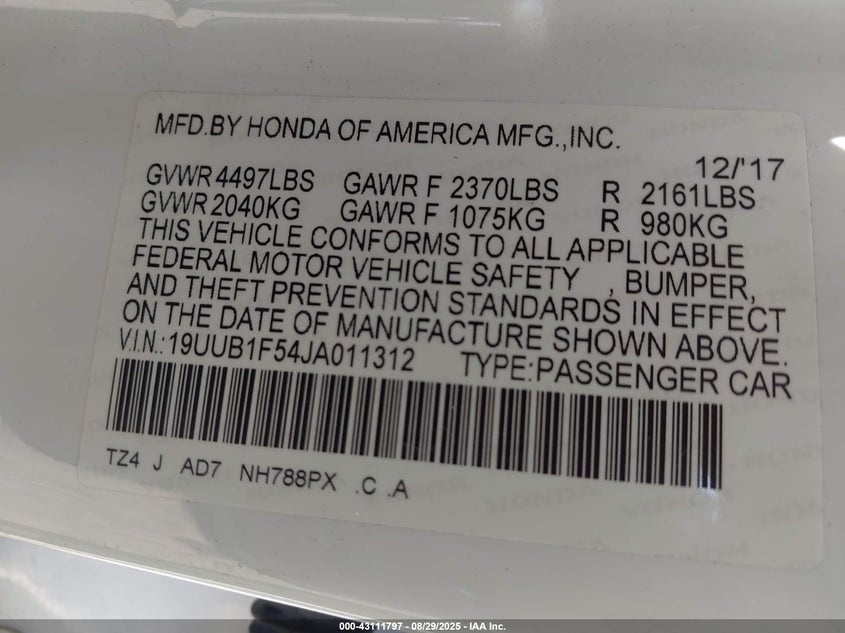 MFD.BY HONDA OF AMERICA MFG.,INC.
12/'17
GVWR 4497LBS GAWR F 2370LBS R 2161LBS
GVWR 2040KG GAWR F 1075KG R 980KG
THIS VEHICLE CONFORMS TO ALL APPLICABLE
FEDERAL MOTOR VEHICLE SAFETY , BUMPER,
AND THEFT PREVENTION STANDARDS IN EFFECT
ON THE DATE OF MANUFACTURE SHOWN ABOVE.
V.I.N.:19UUB1F54JA011312 TYPE:PASSENGER CAR
TZ4 J AD7 NH788PX .C .A
000-43111797 - 08/29/2025 - IAA Inc.